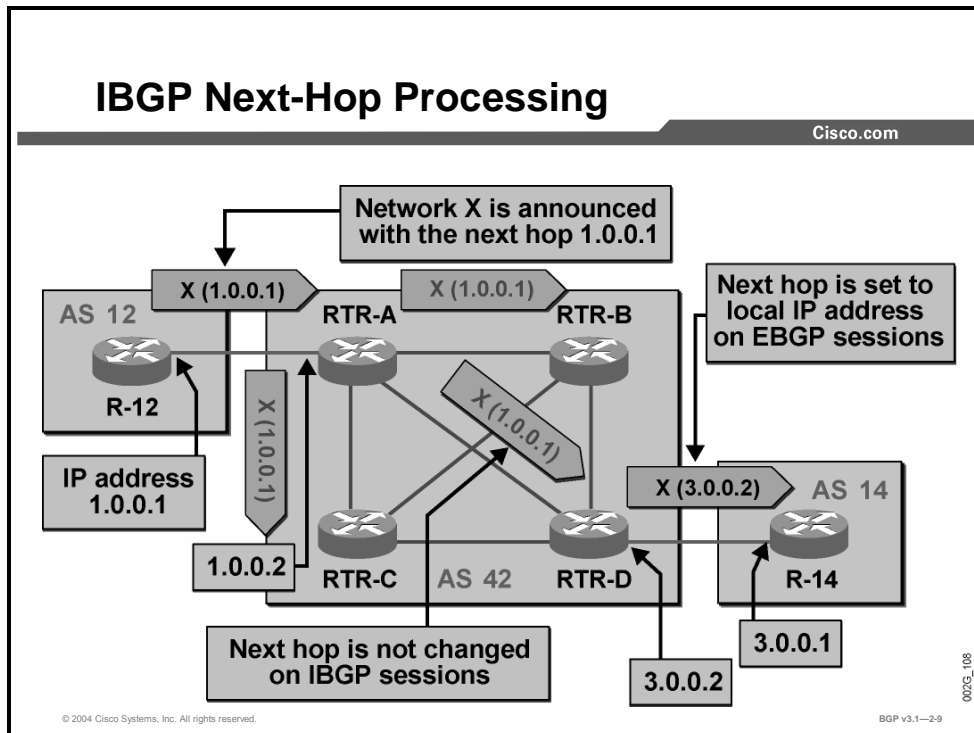 IBGP Next-Hop Processing
Cisco.com
Network X is announced
with the next hop 1.0.0.1
X (1.0.0.1)
X (1.0.0.1)
Next hop is set to
local IP address
on EBGP sessions
AS 12
RTR-A
RTR-B
R-12
X (1.0.0.1)
X (1.0.0.1)
IP address
1.0.0.1
X (3.0.0.2)
AS 14
1.0.0.2
RTR-C
AS 42
RTR-D
R-14
Next hop is not changed
on IBGP sessions
3.0.0.2
3.0.0.1
002G_108
© 2004 Cisco Systems, Inc. All rights reserved.
BGP v3.1—2-9